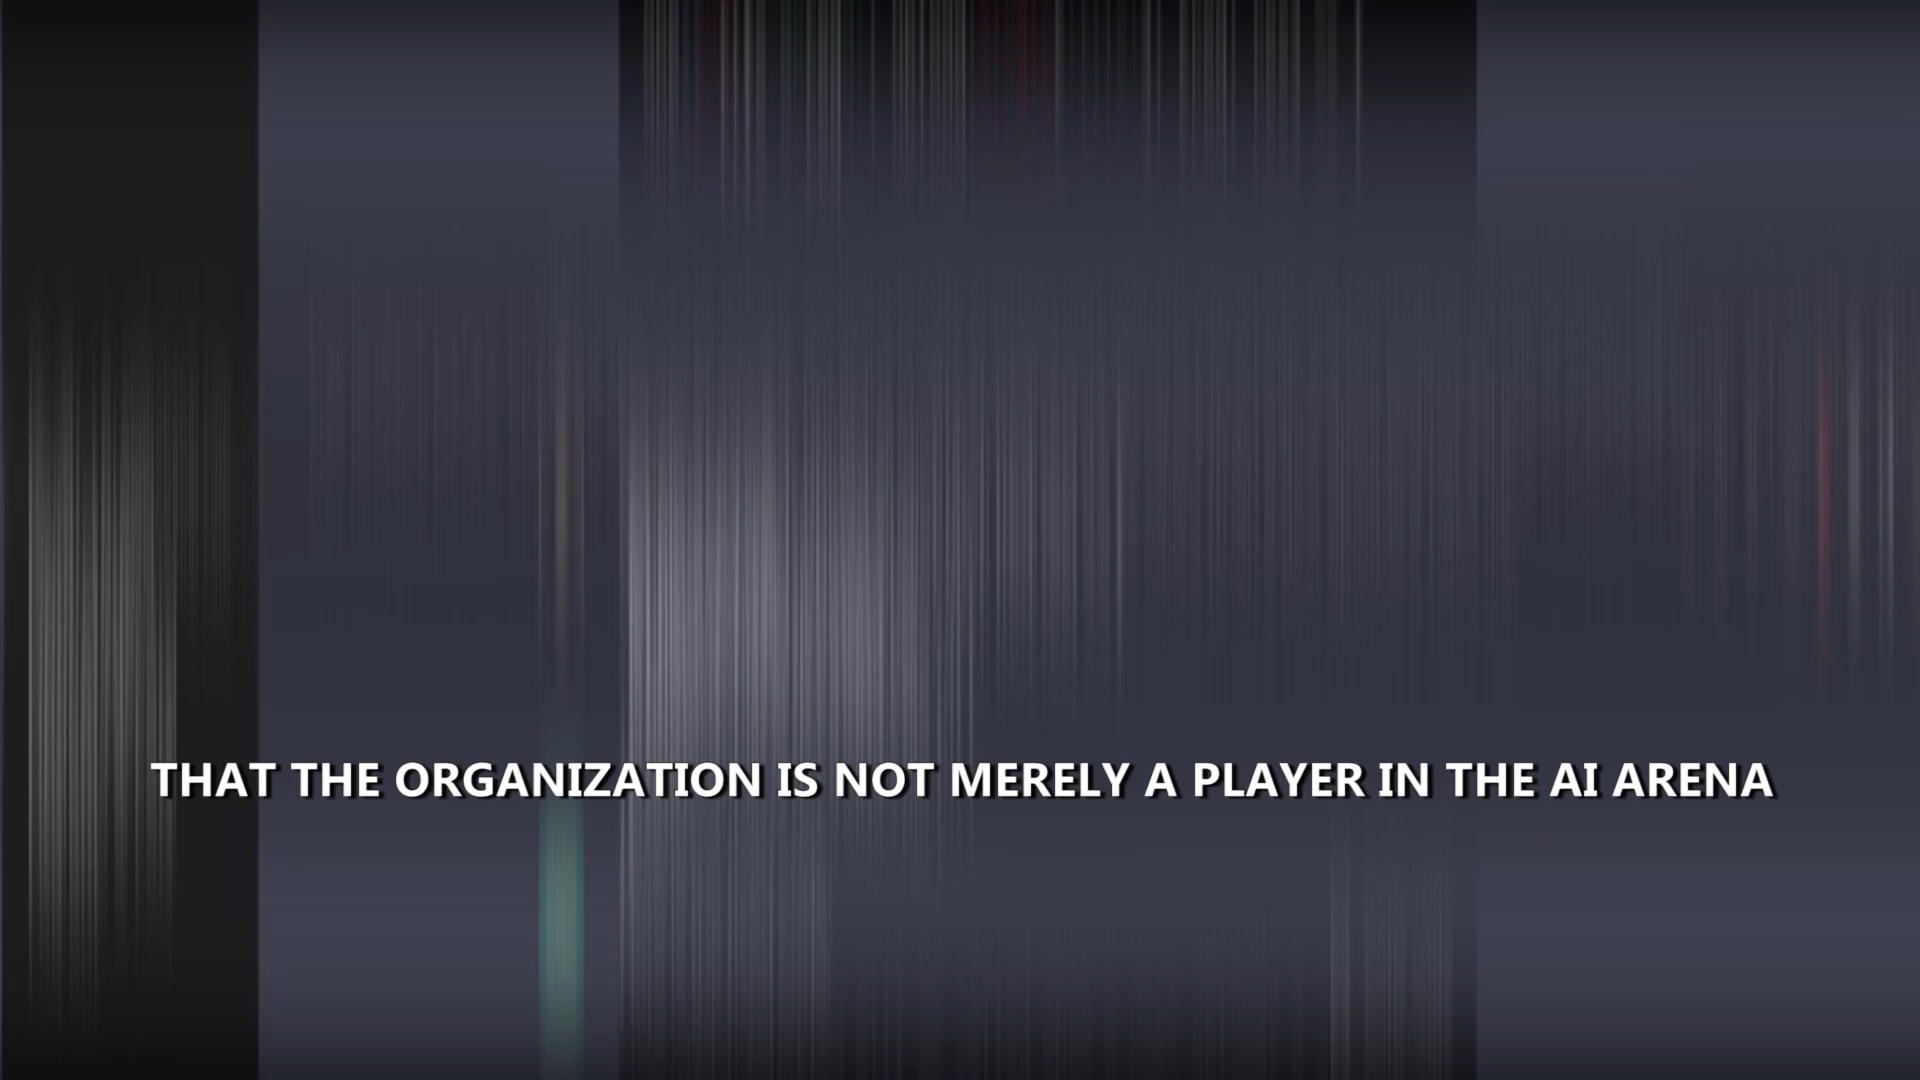 THAT THE ORGANIZATION IS NOT MERELY A PLAYER IN THE AI ARENA